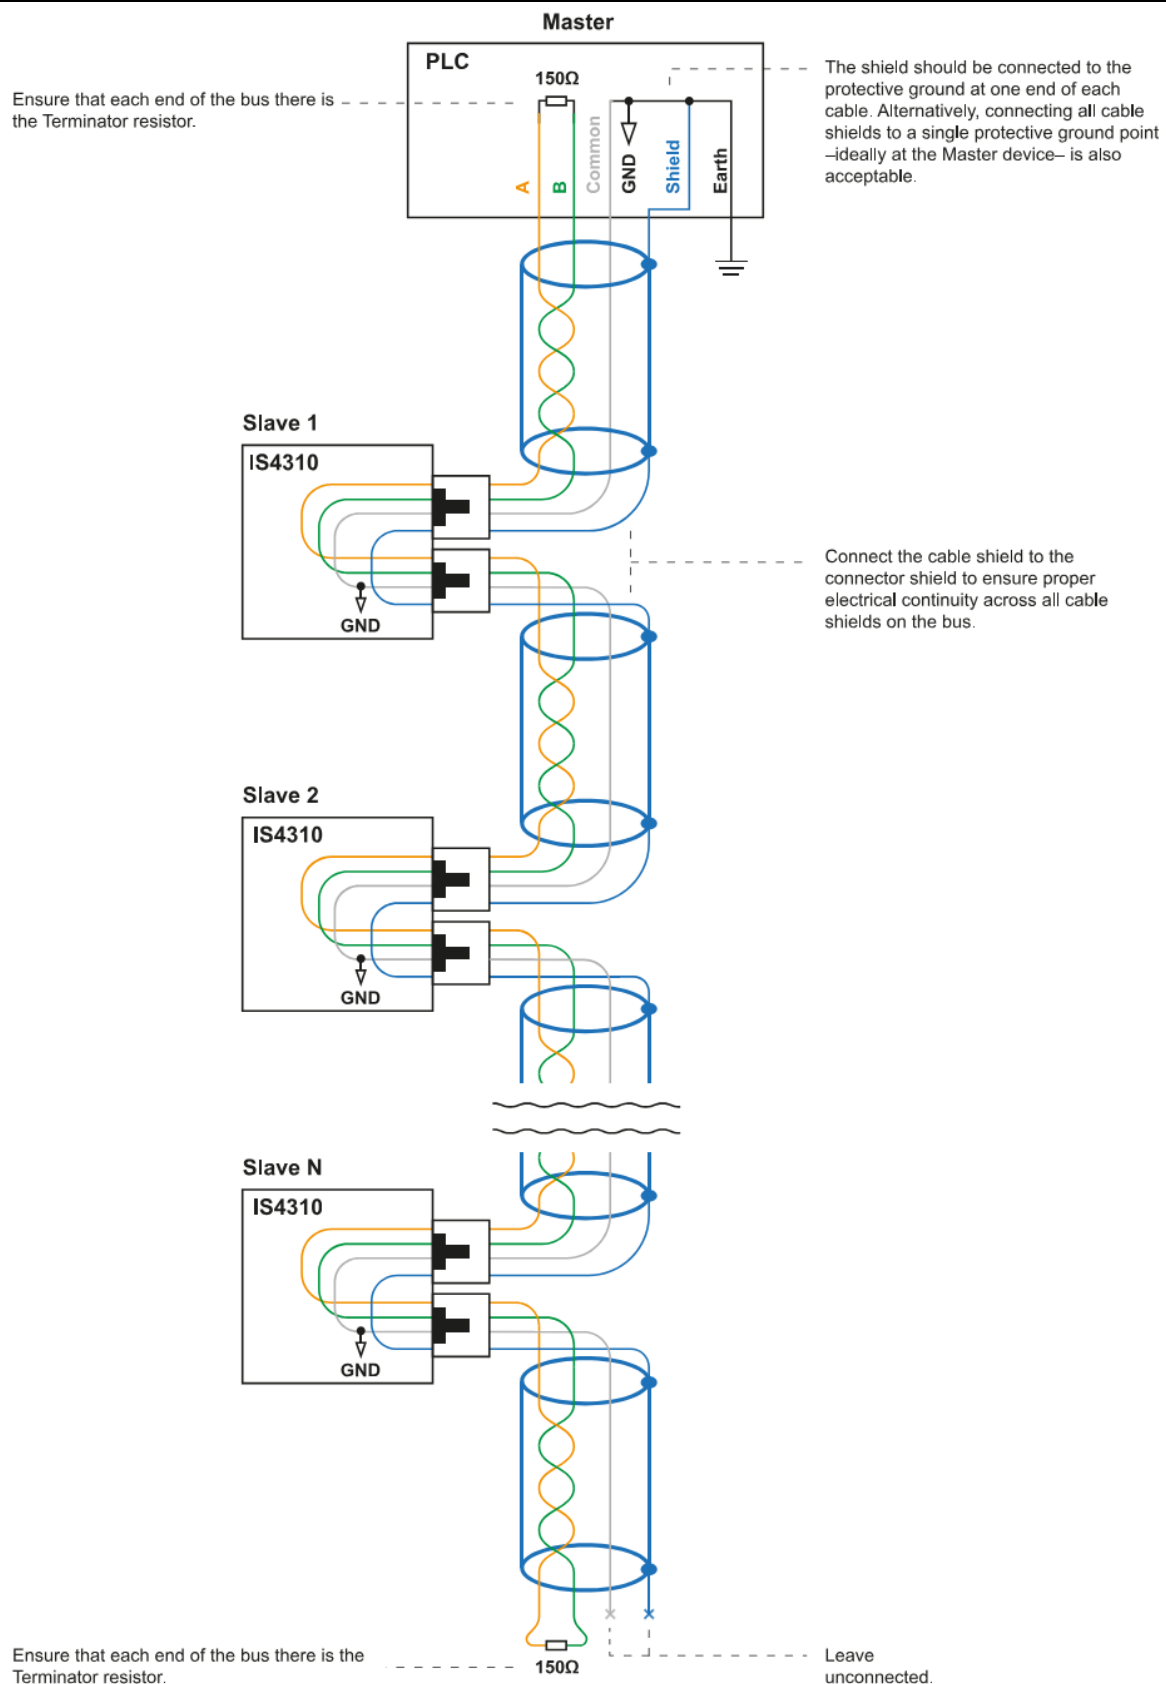 Master
PLC
150Ω
The shield should be connected to the
protective ground at one end of each
cable. Alternatively, connecting all cable
shields to a single protective ground point
–ideally at the Master device– is also
acceptable.
Ensure that each end of the bus there is
the Terminator resistor.
A
B
Common
GND
Shield
Earth
Slave 1
IS4310
GND
Connect the cable shield to the
connector shield to ensure proper
electrical continuity across all cable
shields on the bus.
Slave 2
IS4310
GND
Slave N
IS4310
GND
Ensure that each end of the bus there is the
Terminator resistor.
150Ω
Leave
unconnected.